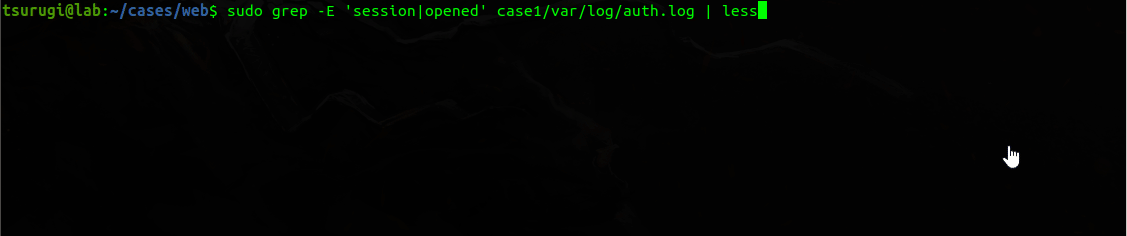 tsurugi@lab:~/cases/web$ sudo grep -E 'session|opened' case1/var/log/auth.log | less